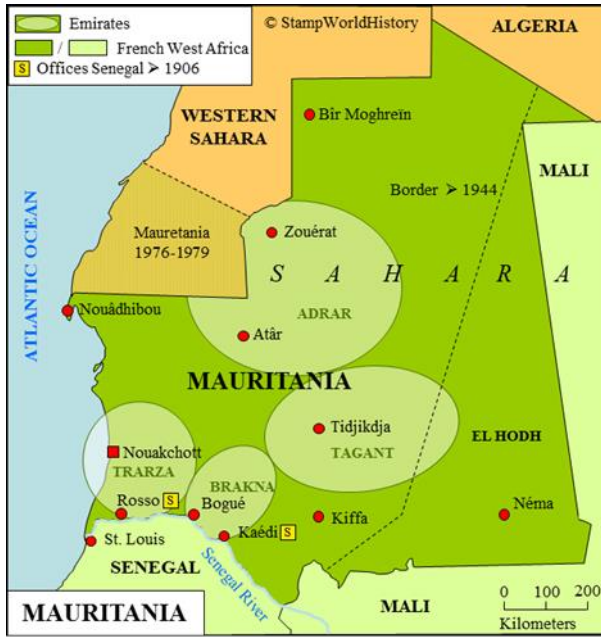 Emirates
/ French West Africa
S Offices Senegal ➢ 1906
© StampWorldHistory
ALGERIA
WESTERN
SAHARA
Bîr Moghreïn
MALI
Border ➢ 1944
Mauretania
1976-1979
Zouérat
SAHARA
ATLANTIC OCEAN
Nouâdhibou
ADRAR
Atâr
MAURITANIA
Tidjikdja
TAGANT
EL HODH
Nouakchott
TRARZA
BRAKNA
Rosso S
Bogué
Kiffa
Néma
Kaédi S
St. Louis
SENEGAL
Senegal River
MALI
0 100 200
Kilometers
MAURITANIA